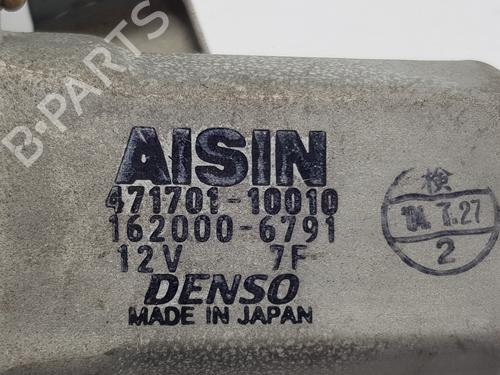 B-PARTS
AISIN
471701-10010
162000-6791
12V 7F
DENSO
MADE IN JAPAN
検
'04.7.27
2